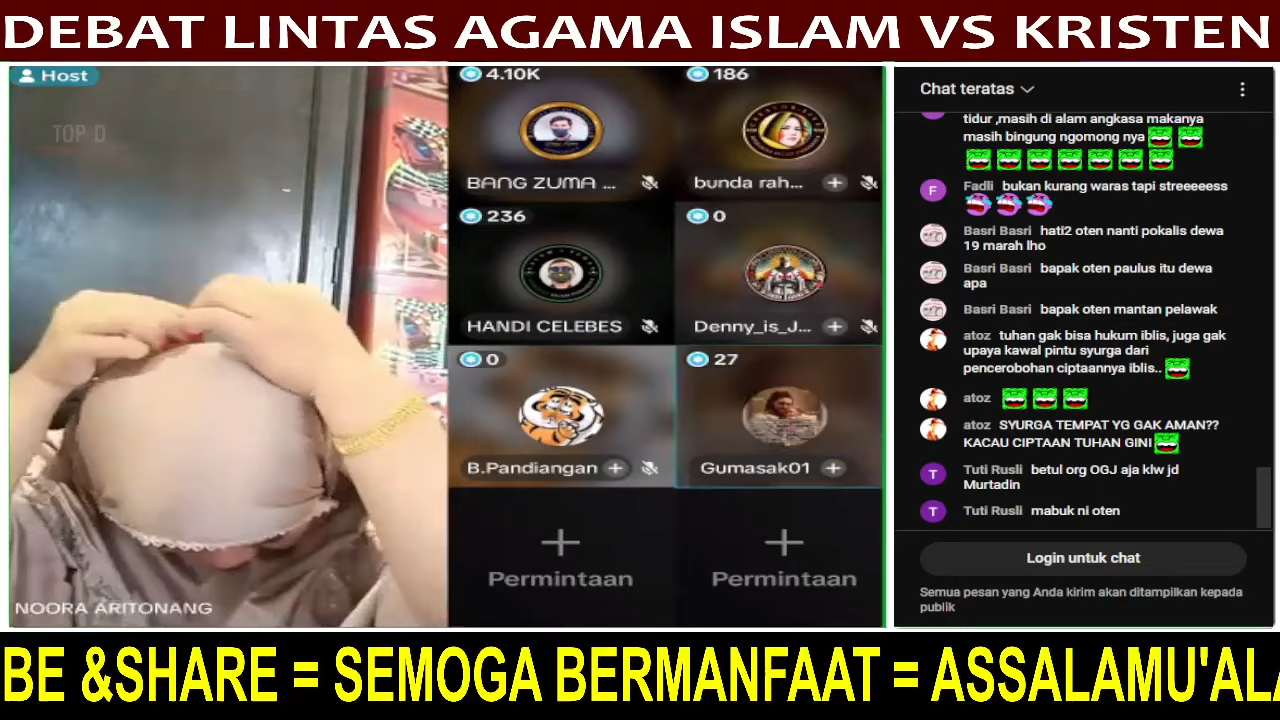 DEBAT LINTAS AGAMA ISLAM VS KRISTEN
Host
TOP D
NOORA ARITONANG
4.10K
186
BANG ZUMA ...
bunda rah...
236
0
HANDI CELEBES
Denny_is_J...
0
27
B.Pandiangan
Gumasak01
Permintaan
Permintaan
Chat teratas
tidur ,masih di alam angkasa makanya
masih bingung ngomong nya
F
Fadli bukan kurang waras tapi streeeeess
Basri Basri hati2 oten nanti pokalis dewa
19 marah lho
Basri Basri bapak oten paulus itu dewa
apa
Basri Basri bapak oten mantan pelawak
atoz tuhan gak bisa hukum iblis, juga gak
upaya kawal pintu syurga dari
pencerobohan ciptaannya iblis..
atoz
atoz SYURGA TEMPAT YG GAK AMAN??
KACAU CIPTAAN TUHAN GINI
T
Tuti Rusli betul org OGJ aja klw jd
Murtadin
T
Tuti Rusli mabuk ni oten
Login untuk chat
Semua pesan yang Anda kirim akan ditampilkan kepada
publik
BE &SHARE = SEMOGA BERMANFAAT = ASSALAMU'ALA